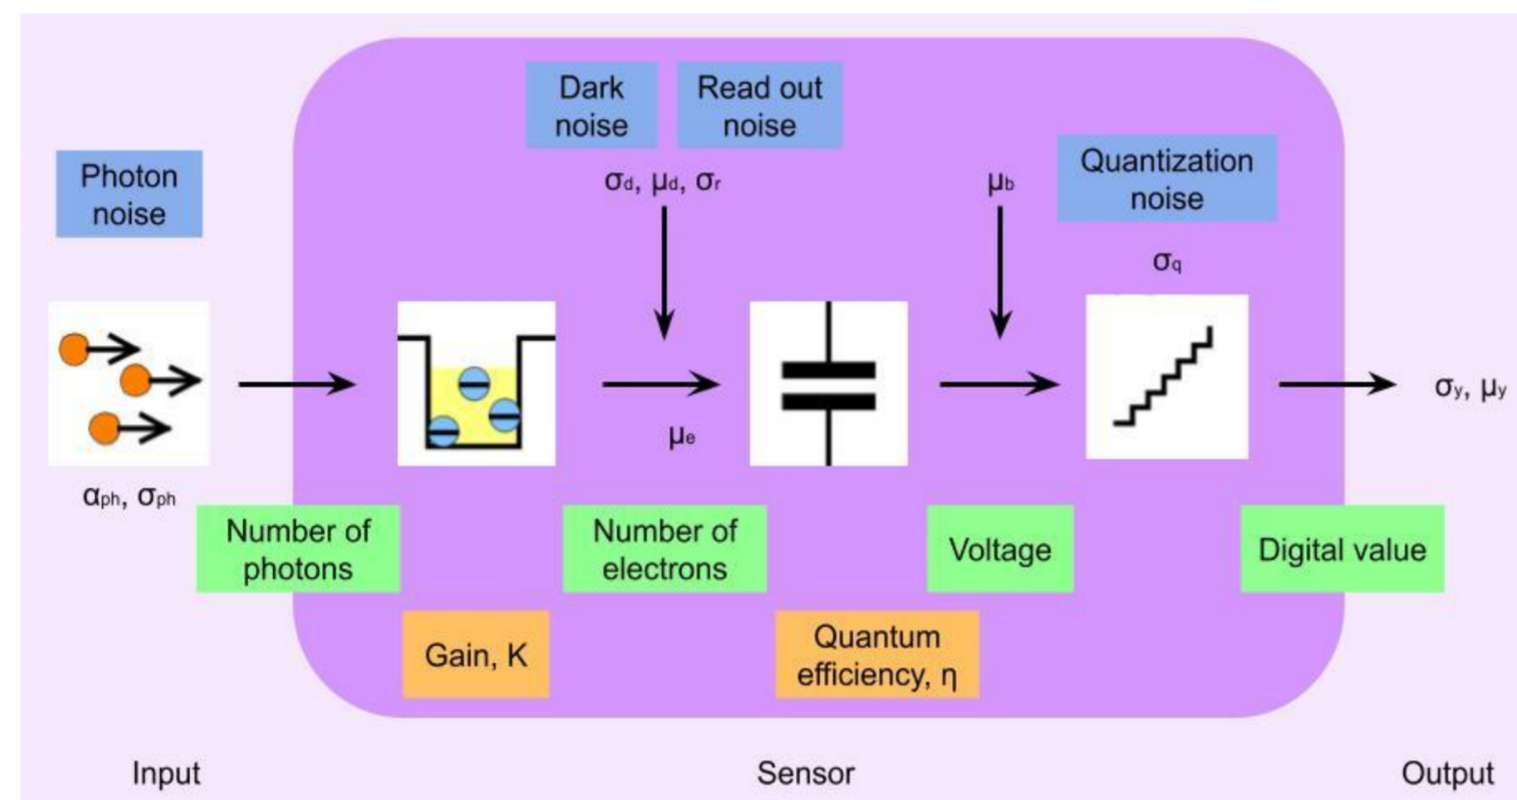 Dark
noise
Read out
noise
Photon
noise
σd, μd, σr
μb
Quantization
noise
σq
μe
σy, μy
αph, σph
Number of
photons
Number of
electrons
Voltage
Digital value
Gain, K
Quantum
efficiency, η
Input
Sensor
Output